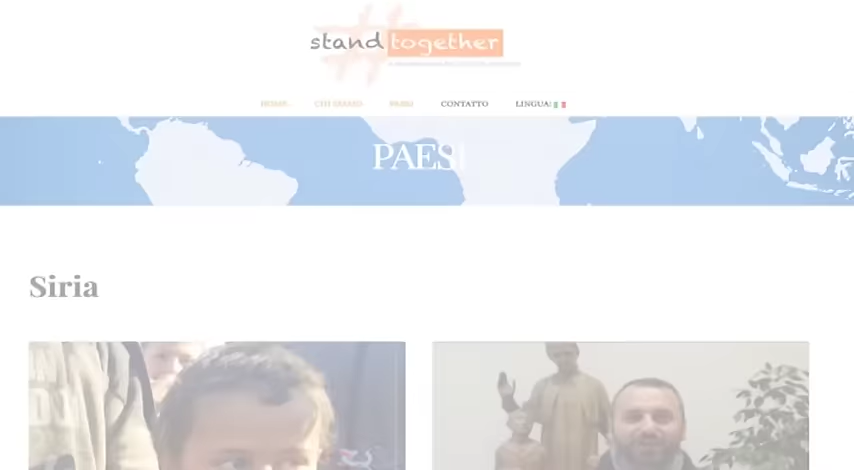 stand together
HOME CHI SIAMO PAESI CONTATTO LINGUA:
PAESI
Siria